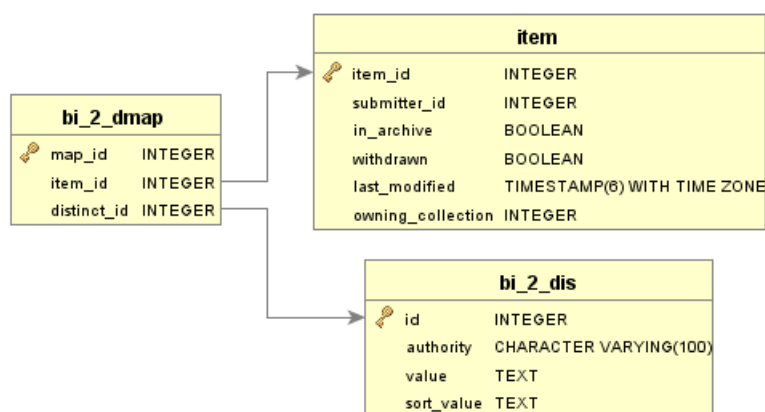 item
item_id INTEGER
submitter_id INTEGER
in_archive BOOLEAN
withdrawn BOOLEAN
last_modified TIMESTAMP(6) WITH TIME ZONE
owning_collection INTEGER
bi_2_dmap
map_id INTEGER
item_id INTEGER
distinct_id INTEGER
bi_2_dis
id INTEGER
authority CHARACTER VARYING(100)
value TEXT
sort_value TEXT